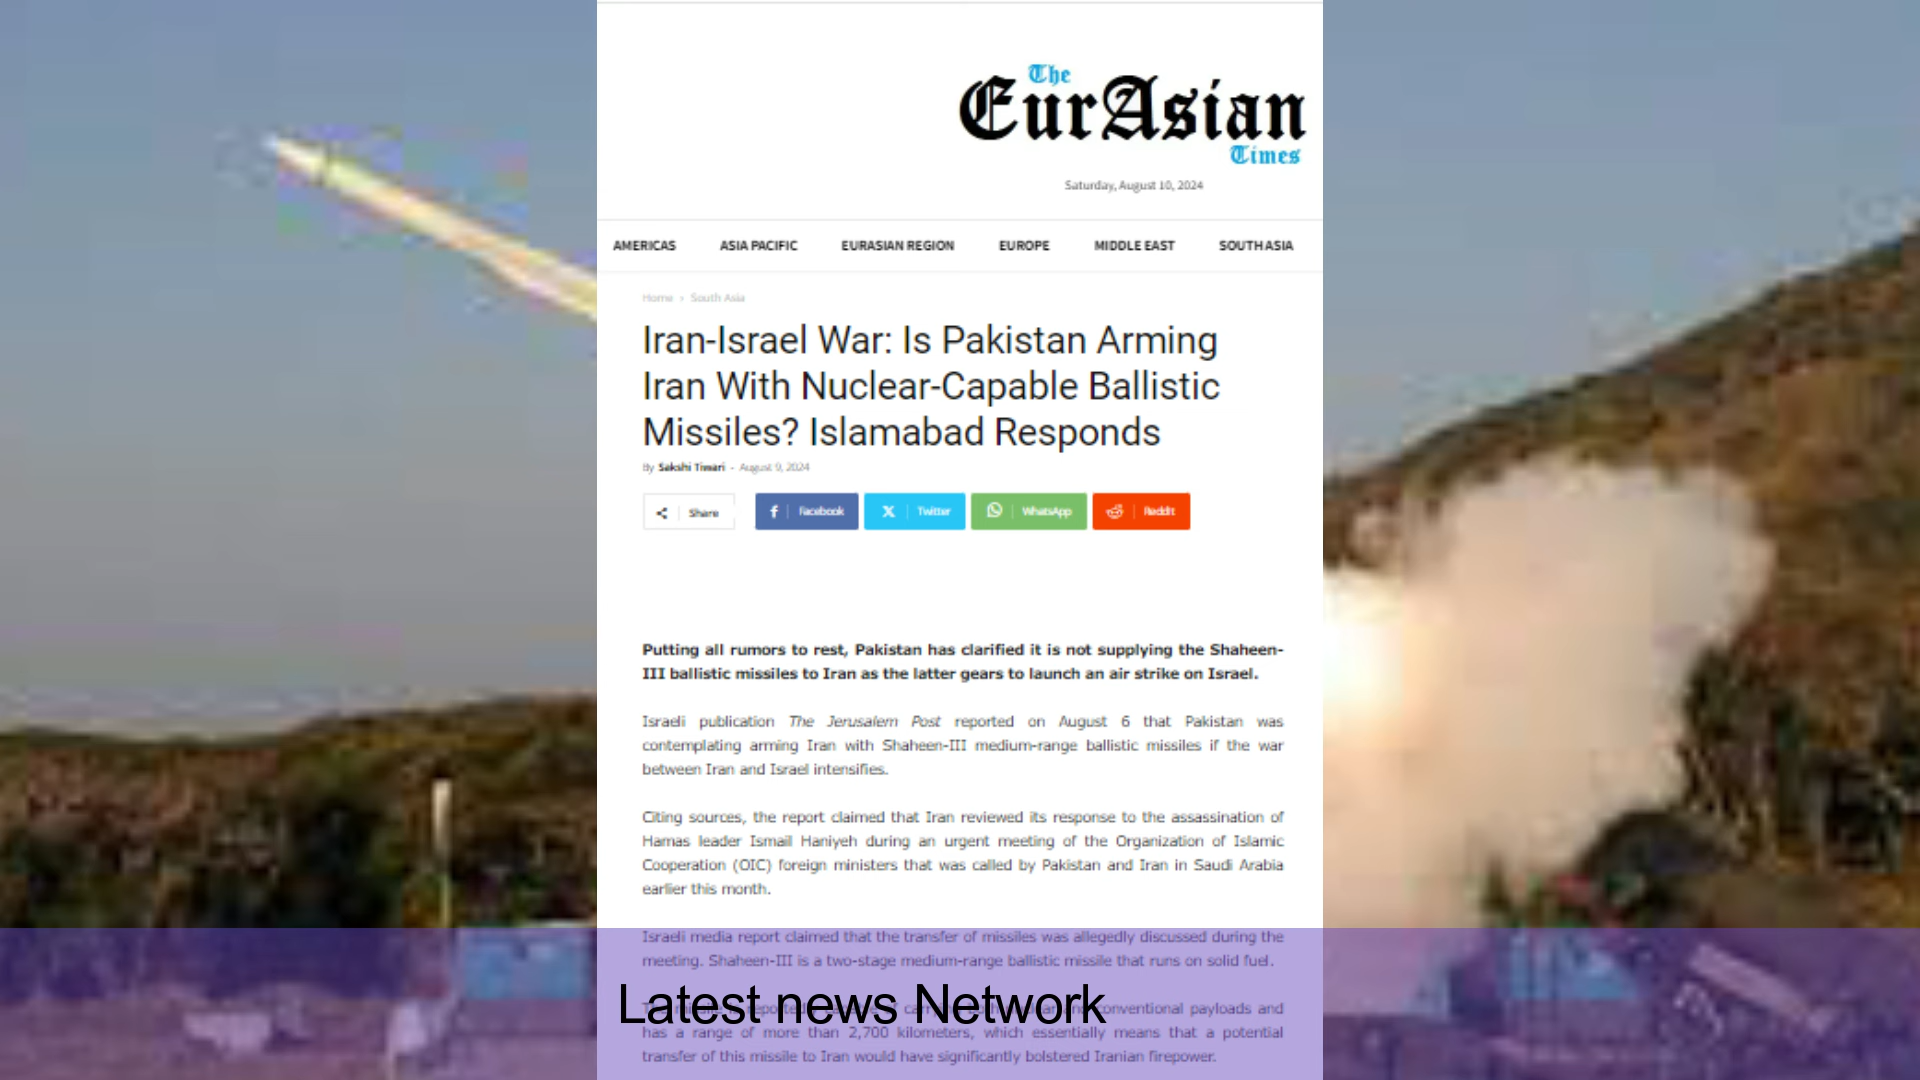 The
EurAsian
Times
Saturday, August 10, 2024
AMERICAS ASIA PACIFIC EURASIAN REGION EUROPE MIDDLE EAST SOUTH ASIA
Home › South Asia
Iran-Israel War: Is Pakistan Arming
Iran With Nuclear-Capable Ballistic
Missiles? Islamabad Responds
By Sakshi Tiwari - August 9, 2024
Share Facebook Twitter WhatsApp ReddIt
Putting all rumors to rest, Pakistan has clarified it is not supplying the Shaheen-
III ballistic missiles to Iran as the latter gears to launch an air strike on Israel.
Israeli publication The Jerusalem Post reported on August 6 that Pakistan was
contemplating arming Iran with Shaheen-III medium-range ballistic missiles if the war
between Iran and Israel intensifies.
Citing sources, the report claimed that Iran reviewed its response to the assassination of
Hamas leader Ismail Haniyeh during an urgent meeting of the Organization of Islamic
Cooperation (OIC) foreign ministers that was called by Pakistan and Iran in Saudi Arabia
earlier this month.
Israeli media report claimed that the transfer of missiles was allegedly discussed during the
meeting. Shaheen-III is a two-stage medium-range ballistic missile that runs on solid fuel.
Latest news Network
conventional payloads and
has a range of more than 2,700 kilometers, which essentially means that a potential
transfer of this missile to Iran would have significantly bolstered Iranian firepower.